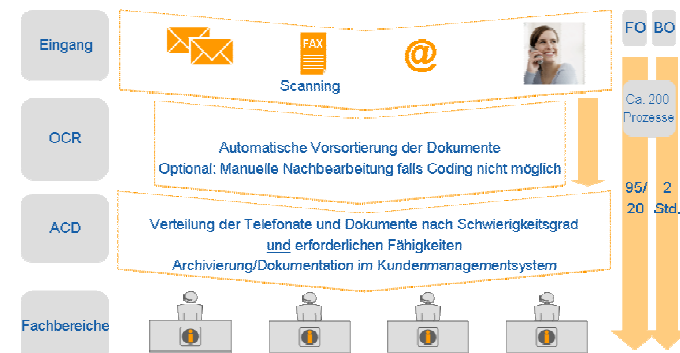 Eingang
FAX
@
Scanning
FO BO
OCR
Automatische Vorsortierung der Dokumente
Optional: Manuelle Nachbearbeitung falls Coding nicht möglich
Ca. 200
Prozesse
ACD
Verteilung der Telefonate und Dokumente nach Schwierigkeitsgrad
und erforderlichen Fähigkeiten
Archivierung/Dokumentation im Kundenmanagementsystem
95/ 2
20 Std.
Fachbereiche
i i i i